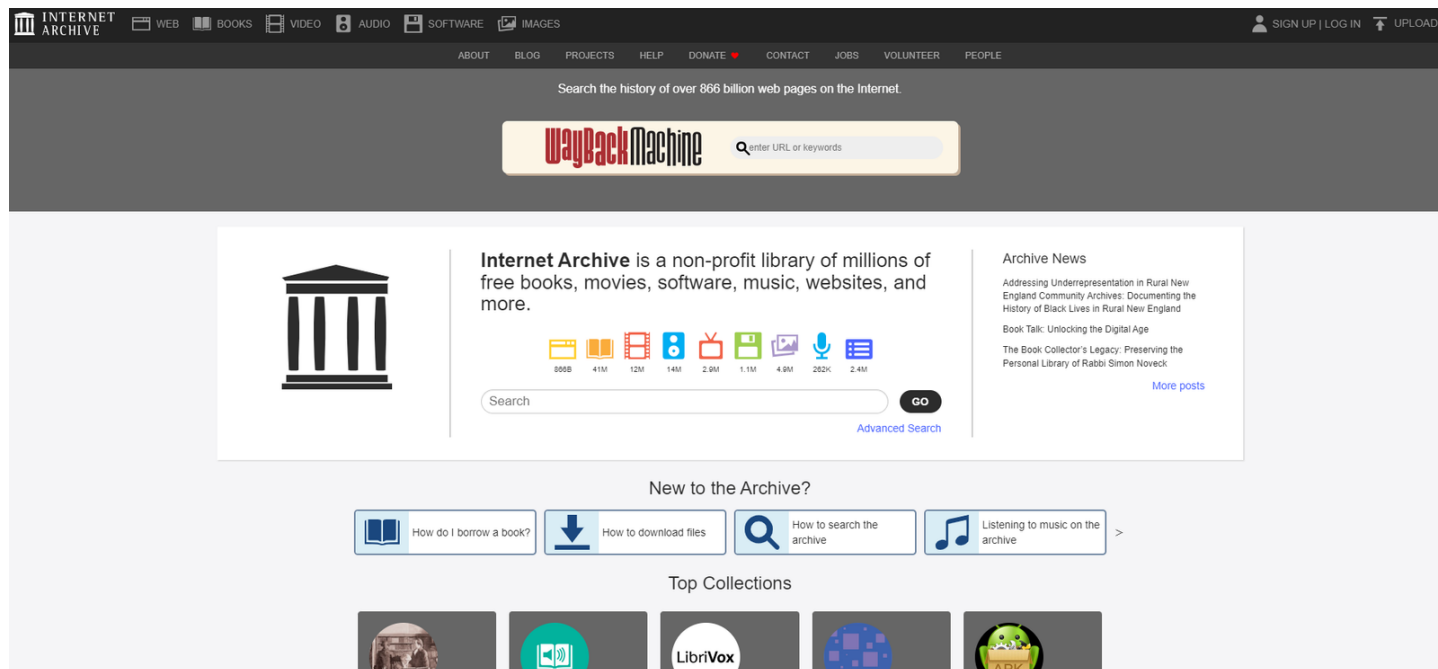 INTERNET
ARCHIVE
WEB
BOOKS
VIDEO
AUDIO
SOFTWARE
IMAGES
SIGN UP | LOG IN
UPLOAD
ABOUT
BLOG
PROJECTS
HELP
DONATE
CONTACT
JOBS
VOLUNTEER
PEOPLE
Search the history of over 866 billion web pages on the Internet.
WayBackMachine
enter URL or keywords
Internet Archive is a non-profit library of millions of
free books, movies, software, music, websites, and
more.
866B
41M
12M
14M
2.9M
1.1M
4.9M
262K
2.4M
Search
GO
Advanced Search
Archive News
Addressing Underrepresentation in Rural New
England Community Archives: Documenting the
History of Black Lives in Rural New England
Book Talk: Unlocking the Digital Age
The Book Collector's Legacy: Preserving the
Personal Library of Rabbi Simon Noveck
More posts
New to the Archive?
How do I borrow a book?
How to download files
How to search the
archive
Listening to music on the
archive
>
Top Collections
LibriVox
APK